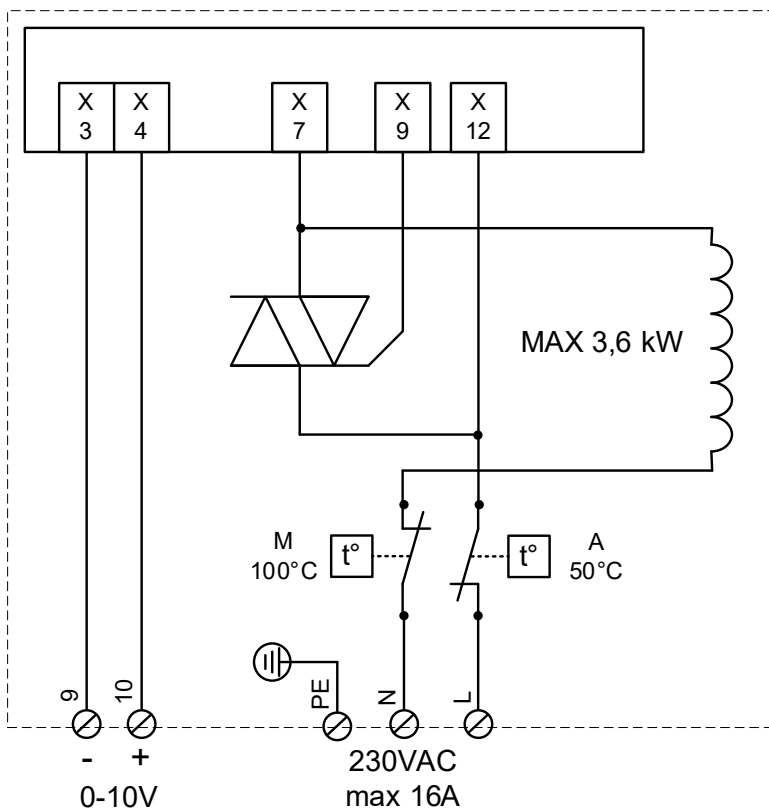 X X X X X
3 4 7 9 12
MAX 3,6 kW
M
100°C
t°
t°
A
50°C
9
10
PE
N
L
- +
0-10V
230VAC
max 16A